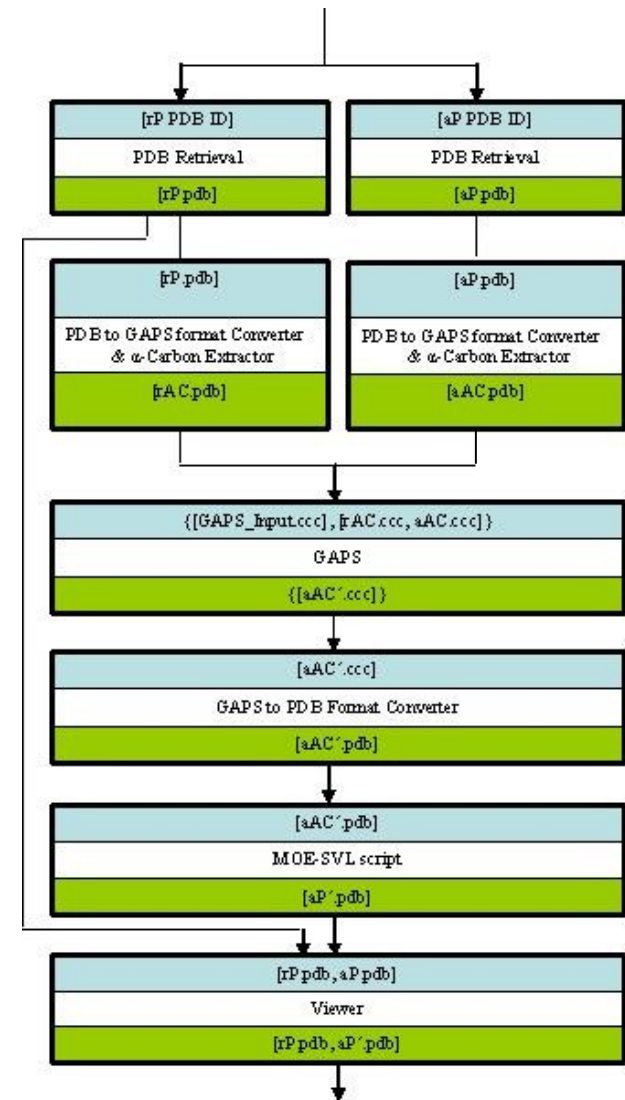 [rP PDB ID]
PDB Retrieval
[rP.pdb]
[aP PDB ID]
PDB Retrieval
[aP.pdb]
[rP.pdb]
PDB to GAPS format Converter
& α-Carbon Extractor
[rAC.pdb]
[aP.pdb]
PDB to GAPS format Converter
& α-Carbon Extractor
[aAC.pdb]
{[GAPS_Input.ccc], [rAC.ccc, aAC.ccc]}
GAPS
{[aAC´.ccc]}
[aAC´.ccc]
GAPS to PDB Format Converter
[aAC´.pdb]
[aAC´.pdb]
MOE-SVL script
[aP´.pdb]
[rP.pdb, aP.pdb]
Viewer
[rP.pdb, aP´.pdb]